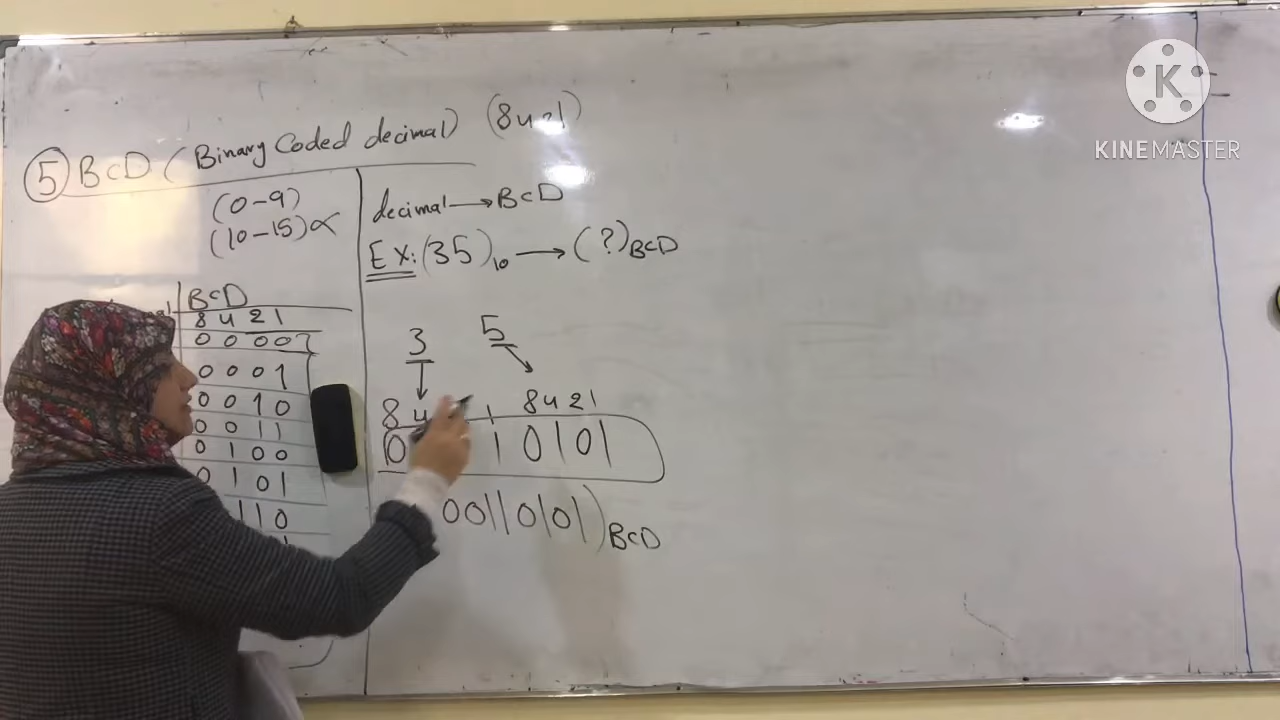 ⑤ BCD (Binary Coded decimal) (8421)
(0-9)
(10-15)
BCD
8 4 2 1
0 0 0 0
0 0 0 1
0 0 1 0
0 0 1 1
0 1 0 0
0 1 0 1
1 1 0
decimal → BCD
EX: (35)10 → (?)BCD
3 5
8 4 1 8 4 2 1
0 1 0 1 0 1
00110101)BCD
K
KINEMASTER